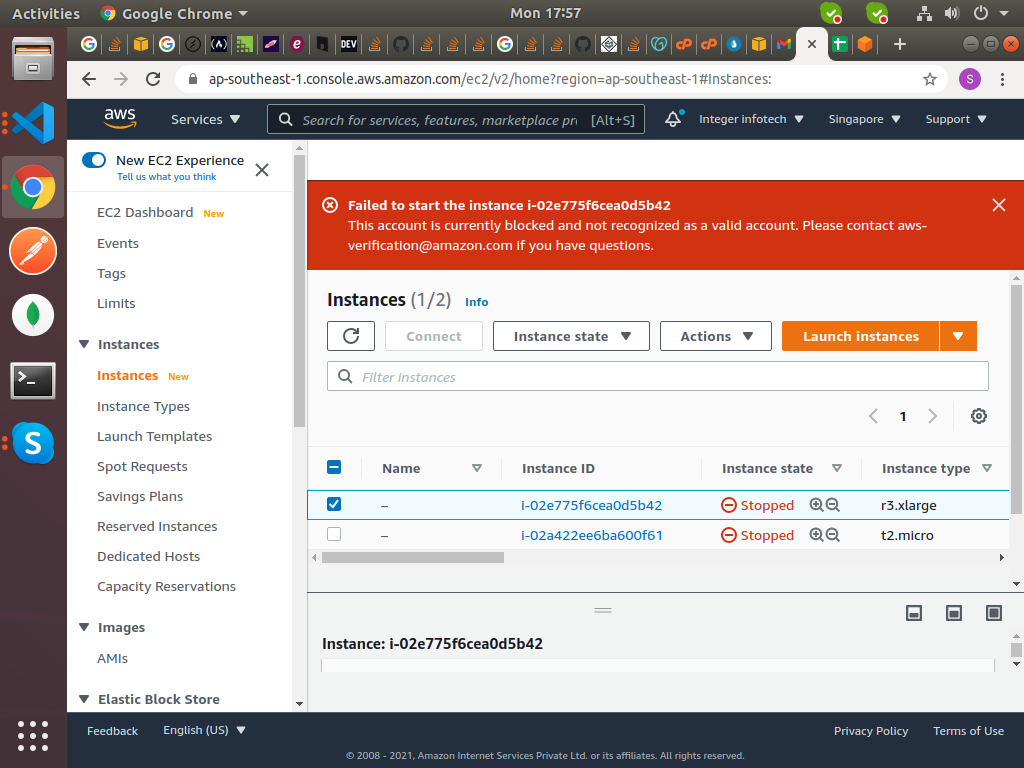 Activities Google Chrome Mon 17:57
DEV cP cP
ap-southeast-1.console.aws.amazon.com/ec2/v2/home?region=ap-southeast-1#Instances: S
aws Services Search for services, features, marketplace pr [Alt+S] Integer infotech Singapore Support
New EC2 Experience
Tell us what you think
EC2 Dashboard New
Events
Tags
Limits
Instances
Instances New
Instance Types
Launch Templates
Spot Requests
Savings Plans
Reserved Instances
Dedicated Hosts
Capacity Reservations
Images
AMIs
Elastic Block Store
Failed to start the instance i-02e775f6cea0d5b42
This account is currently blocked and not recognized as a valid account. Please contact aws-
verification@amazon.com if you have questions.
Instances (1/2) Info
Connect Instance state Actions Launch instances
Filter instances
1
Name Instance ID Instance state Instance type
– i-02e775f6cea0d5b42 Stopped r3.xlarge
– i-02a422ee6ba600f61 Stopped t2.micro
Instance: i-02e775f6cea0d5b42
Feedback English (US) Privacy Policy Terms of Use
© 2008 - 2021, Amazon Internet Services Private Ltd. or its affiliates. All rights reserved.